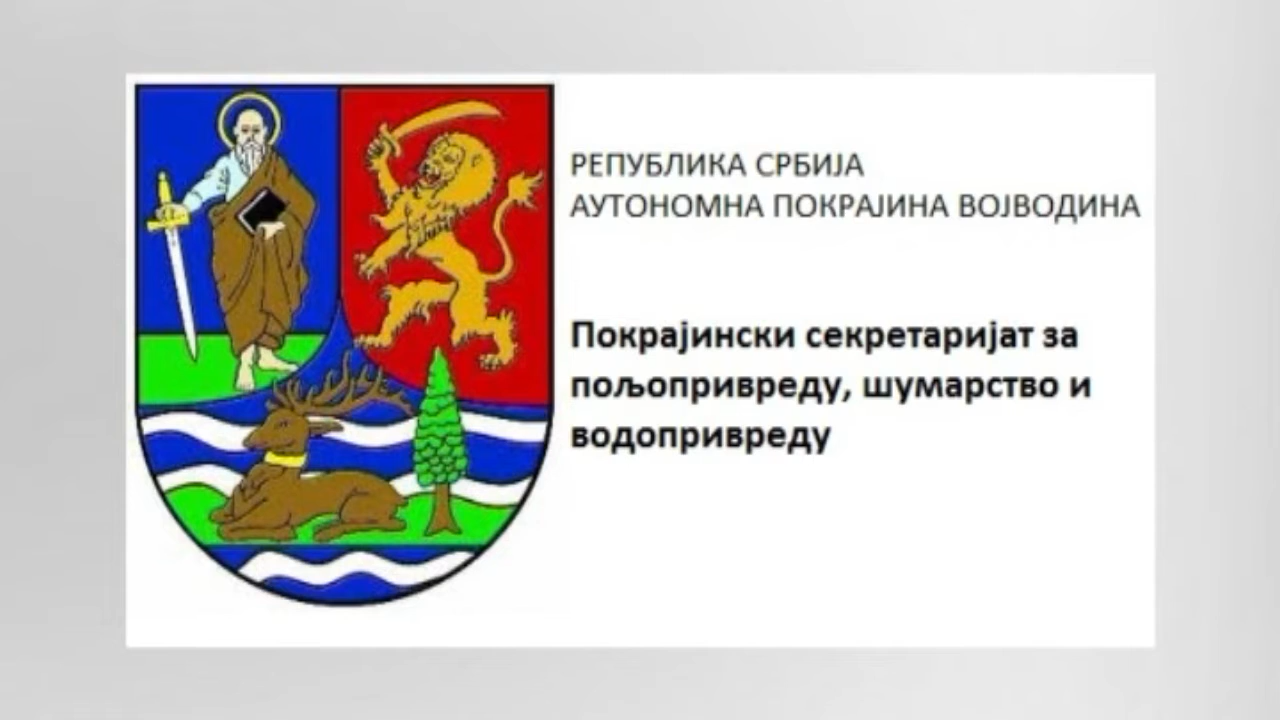 РЕПУБЛИКА СРБИЈА
АУТОНОМНА ПОКРАЈИНА ВОЈВОДИНА
Покрајински секретаријат за
пољопривреду, шумарство и
водопривреду